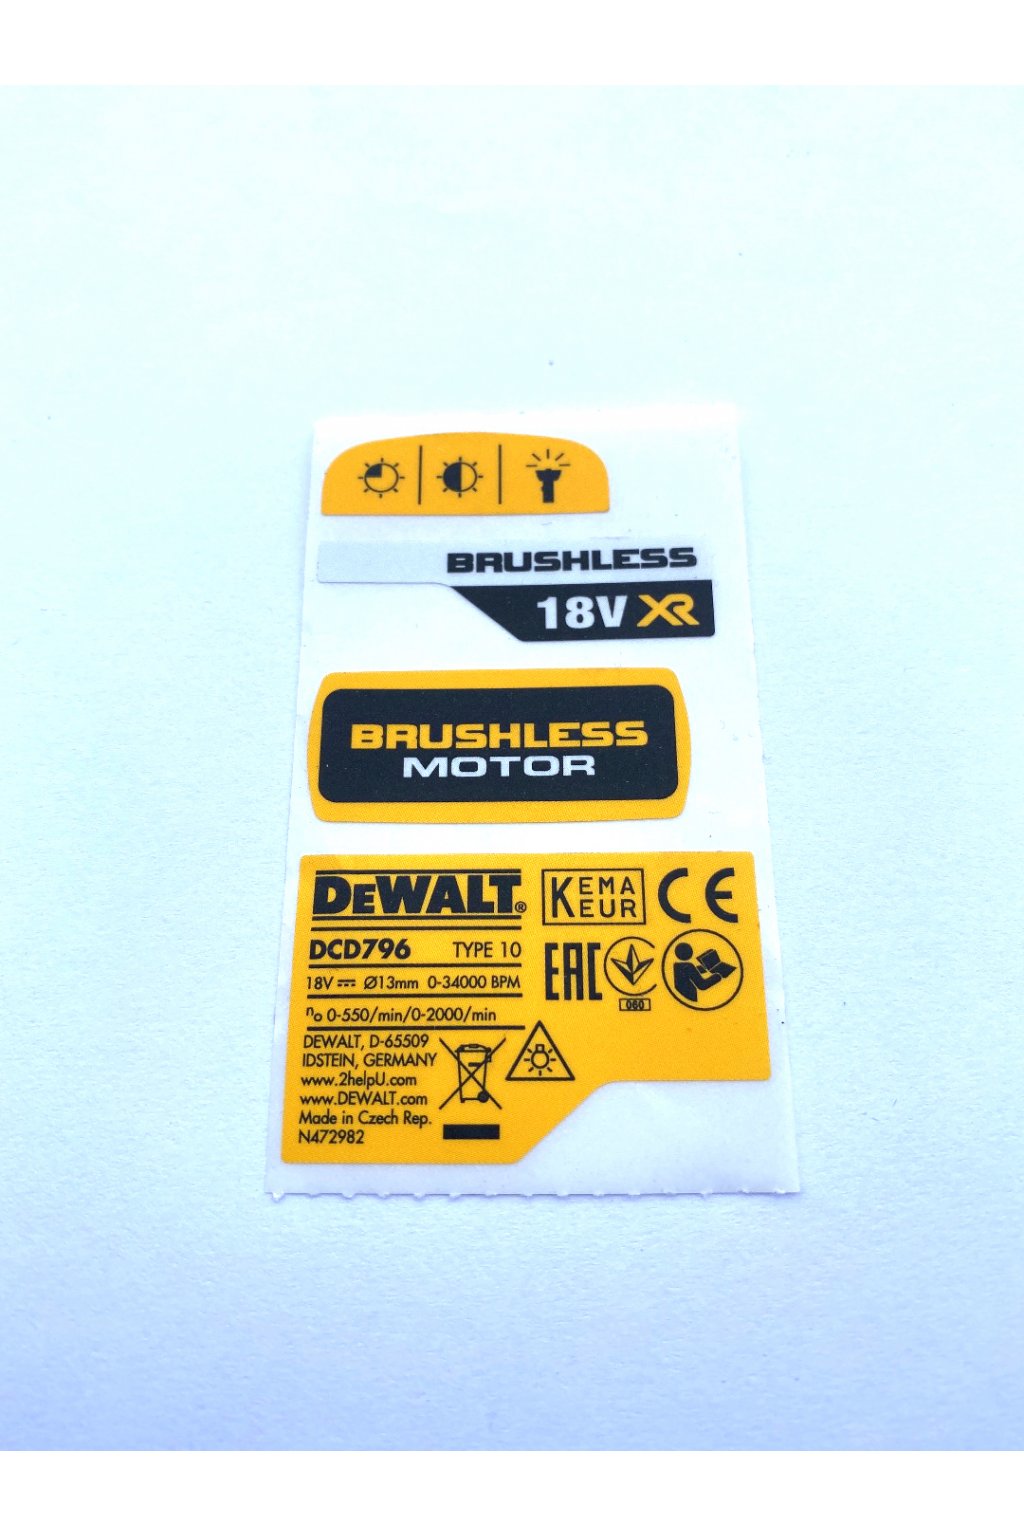 BRUSHLESS
18V XR
BRUSHLESS
MOTOR
DEWALT®
KEMA
KEUR
CE
DCD796 TYPE 10
EAC
060
18V ⎓ Ø13mm 0-34000 BPM
n₀ 0-550/min/0-2000/min
DEWALT, D-65509
IDSTEIN, GERMANY
www.2helpU.com
www.DEWALT.com
Made in Czech Rep.
N472982